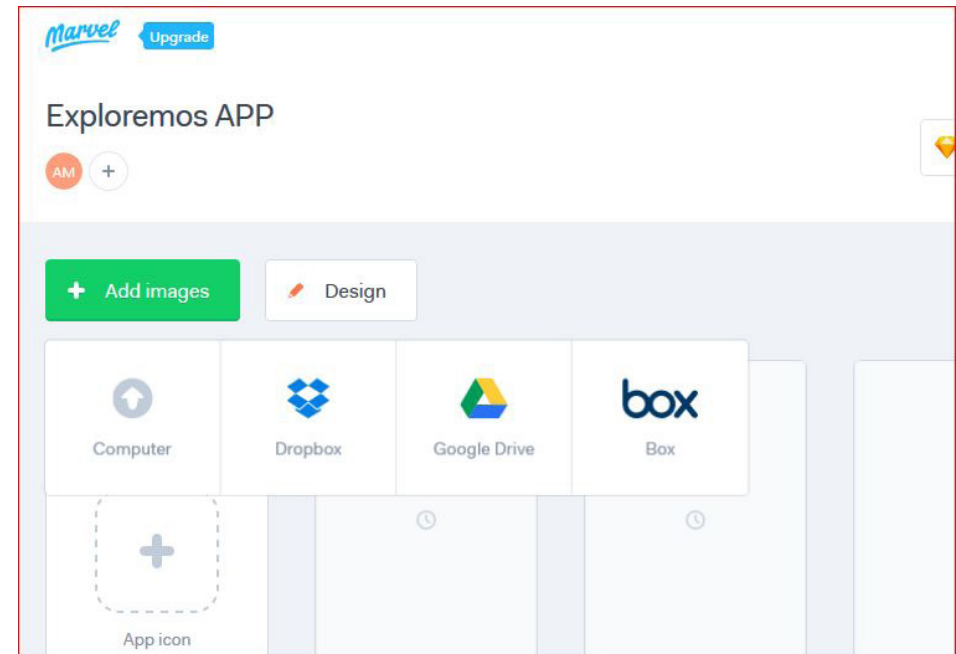 Marvel Upgrade
Exploremos APP
AM +
+ Add images Design
box
Computer Dropbox Google Drive Box
App icon